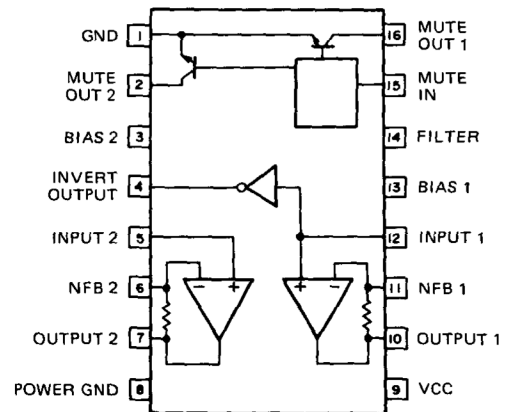 GND 1
MUTE
OUT 2 2
BIAS 2 3
INVERT
OUTPUT 4
INPUT 2 5
NFB 2 6
OUTPUT 2 7
POWER GND 8
16 MUTE
OUT 1
15 MUTE
IN
14 FILTER
13 BIAS 1
12 INPUT 1
11 NFB 1
10 OUTPUT 1
9 VCC
- +
+ -